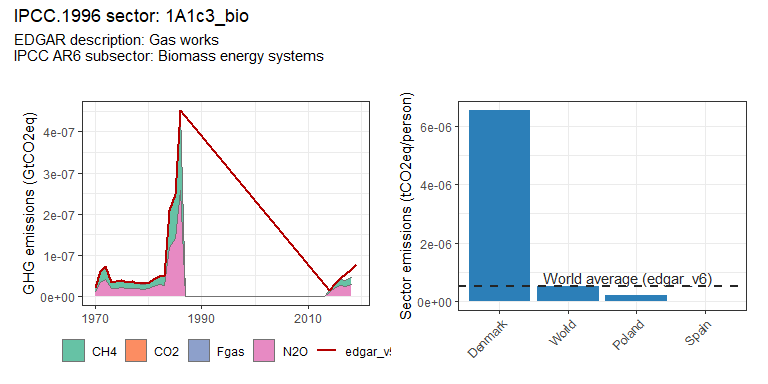 IPCC.1996 sector: 1A1c3_bio
EDGAR description: Gas works
IPCC AR6 subsector: Biomass energy systems
GHG emissions (GtCO2eq)
4e-07
3e-07
2e-07
1e-07
0e+00
1970
1990
2010
CH4
CO2
Fgas
N2O
edgar_v
Sector emissions (tCO2eq/person)
6e-06
4e-06
2e-06
0e+00
World average (edgar_v6)
Denmark
World
Poland
Spain